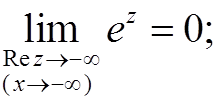 lim e^z = 0;
Re z→−∞
(x→−∞)